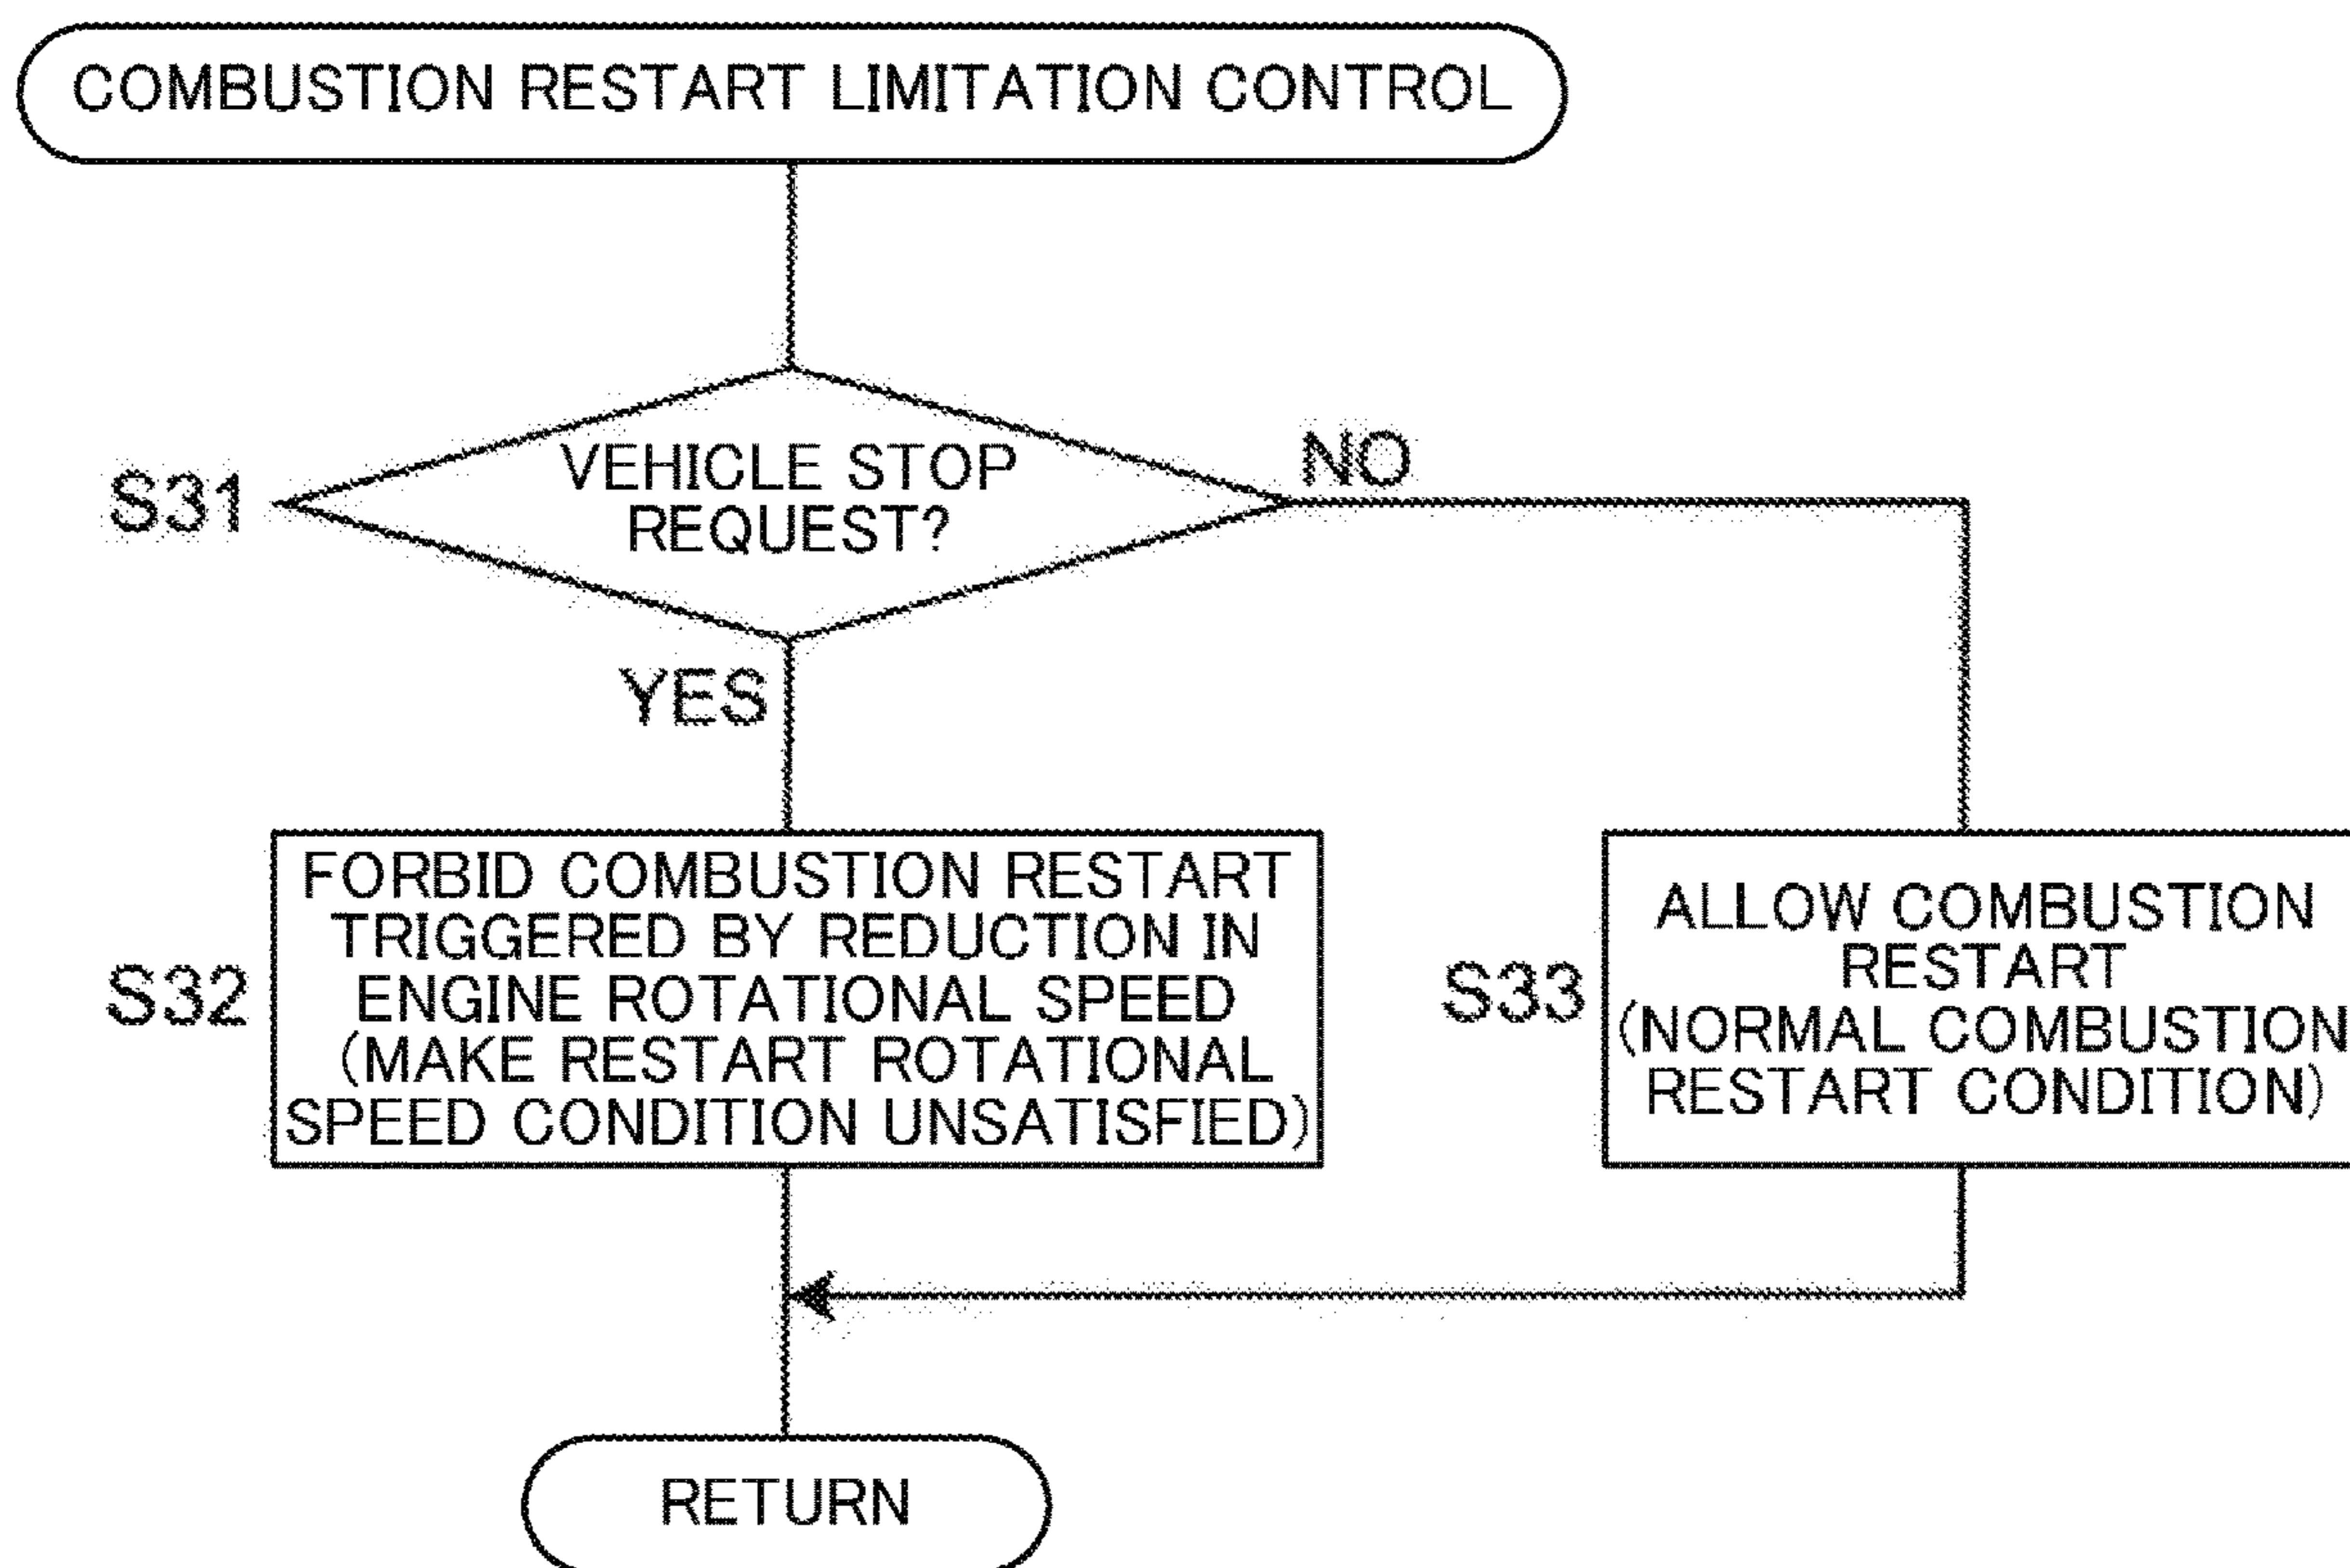 COMBUSTION RESTART LIMITATION CONTROL
S31
VEHICLE STOP
REQUEST?
NO
YES
S32
FORBID COMBUSTION RESTART
TRIGGERED BY REDUCTION IN
ENGINE ROTATIONAL SPEED
(MAKE RESTART ROTATIONAL
SPEED CONDITION UNSATISFIED)
S33
ALLOW COMBUSTION
RESTART
(NORMAL COMBUSTION
RESTART CONDITION)
RETURN